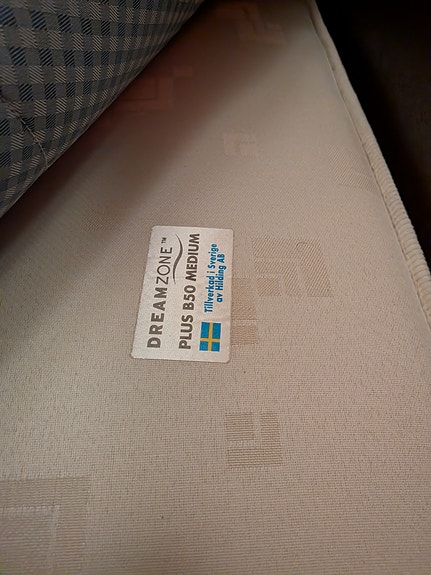 DREAMZONE™
PLUS B50 MEDIUM
Tillverkad i Sverige
av Hilding AB